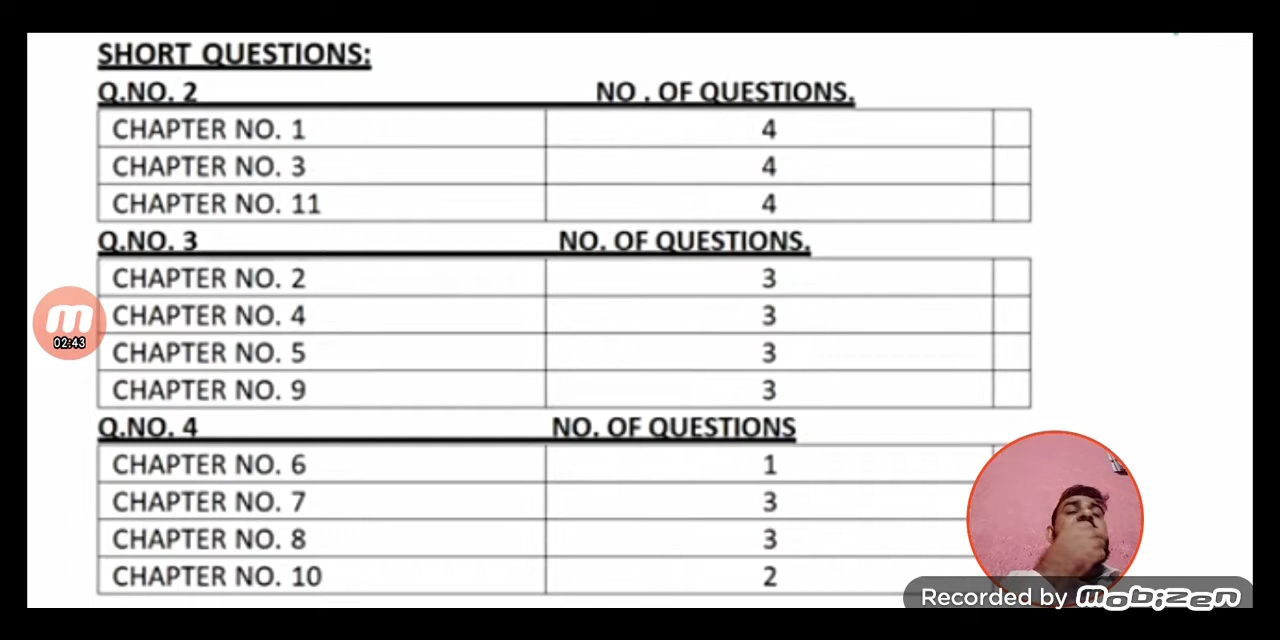 SHORT QUESTIONS:
Q.NO. 2 NO . OF QUESTIONS.
CHAPTER NO. 1 4
CHAPTER NO. 3 4
CHAPTER NO. 11 4
Q.NO. 3 NO. OF QUESTIONS.
CHAPTER NO. 2 3
CHAPTER NO. 4 3
CHAPTER NO. 5 3
CHAPTER NO. 9 3
Q.NO. 4 NO. OF QUESTIONS
CHAPTER NO. 6 1
CHAPTER NO. 7 3
CHAPTER NO. 8 3
CHAPTER NO. 10 2
m
02:43
Recorded by mobizen